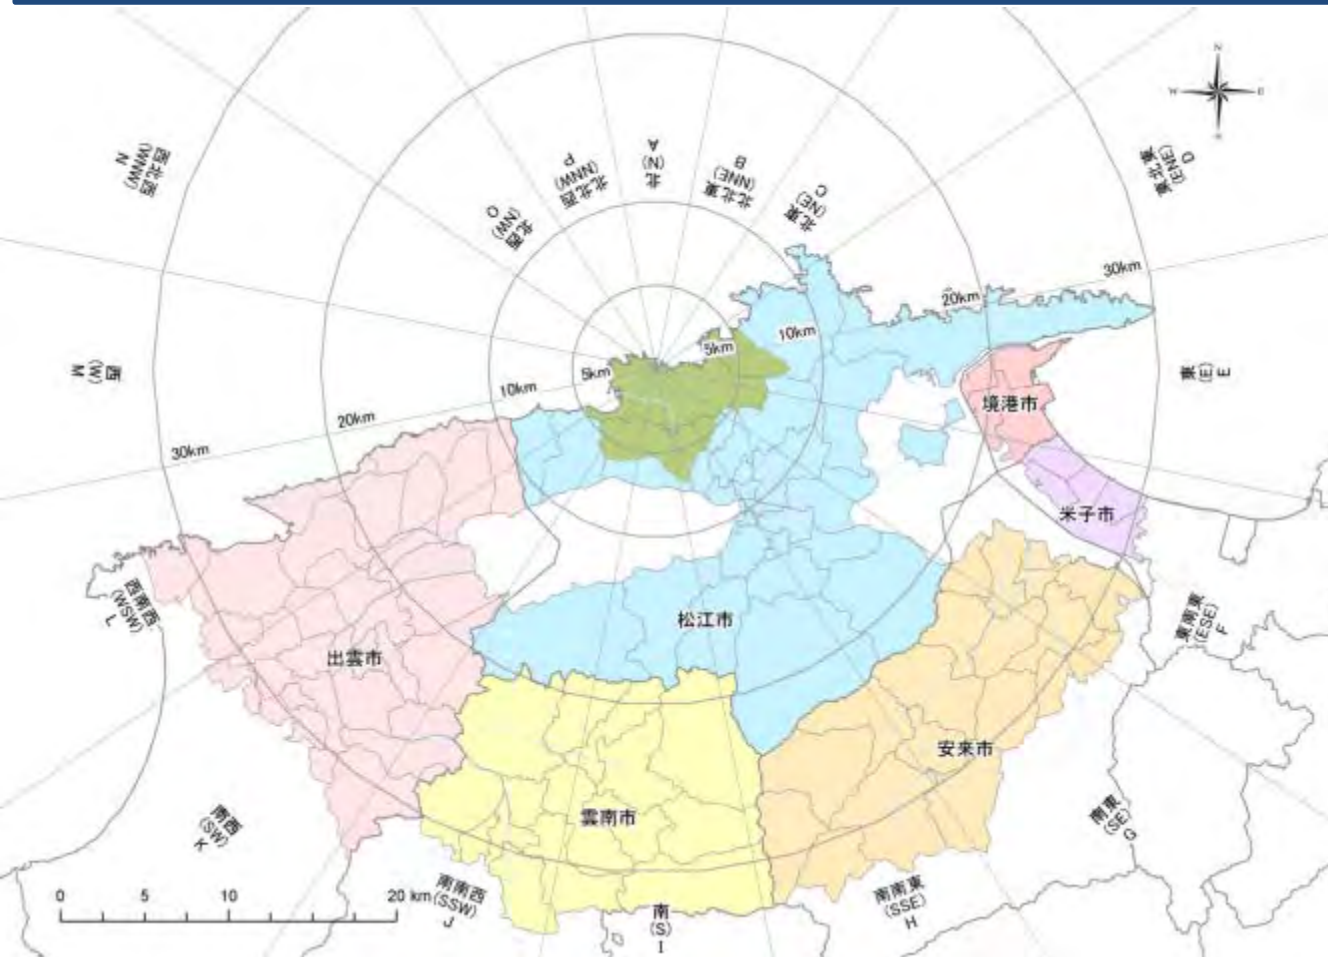 N
W
E
S
北
(N)
A
北北東
(NNE)
B
北東
(NE)
C
東北東
(ENE)
D
東
(E)
E
東南東
(ESE)
F
南東
(SE)
G
南南東
(SSE)
H
南
(S)
I
南南西
(SSW)
J
南西
(SW)
K
西南西
(WSW)
L
西
(W)
M
西北西
(WNW)
N
北西
(NW)
O
北北西
(NNW)
P
30km
20km
10km
5km
5km
10km
20km
30km
境港市
米子市
松江市
出雲市
安来市
雲南市
0
5
10
20 km